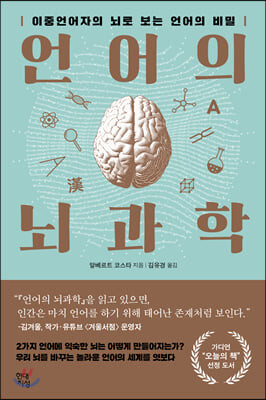 이중언어자의 뇌로 보는 언어의 비밀
언어의
A
A
漢
뇌과학
알베르트 코스타 지음 | 김유경 옮김
“『언어의 뇌과학』을 읽고 있으면,
인간은 마치 언어를 하기 위해 태어난 존재처럼 보인다.”
-김겨울, 작가·유튜브 〈겨울서점〉 운영자
2가지 언어에 익숙한 뇌는 어떻게 만들어지는가?
우리 뇌를 바꾸는 놀라운 언어의 세계를 엿보다
가디언
“오늘의 책”
선정 도서
현대
지성